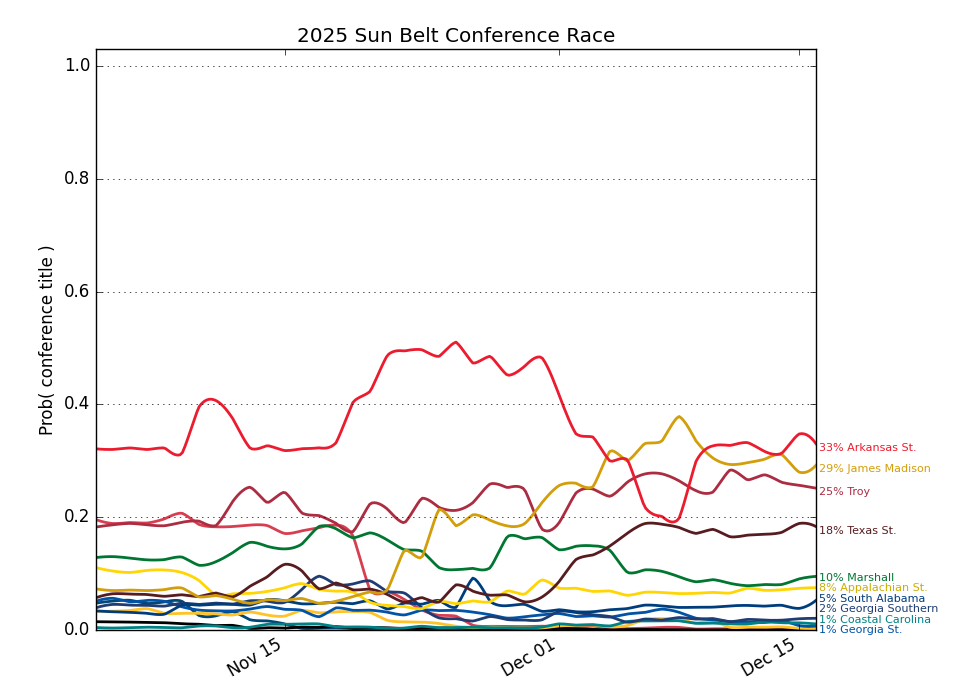 2025 Sun Belt Conference Race
Prob( conference title )
1.0
0.8
0.6
0.4
0.2
0.0
Nov 15
Dec 01
Dec 15
33% Arkansas St.
29% James Madison
25% Troy
18% Texas St.
10% Marshall
8% Appalachian St.
5% South Alabama
2% Georgia Southern
1% Coastal Carolina
1% Georgia St.